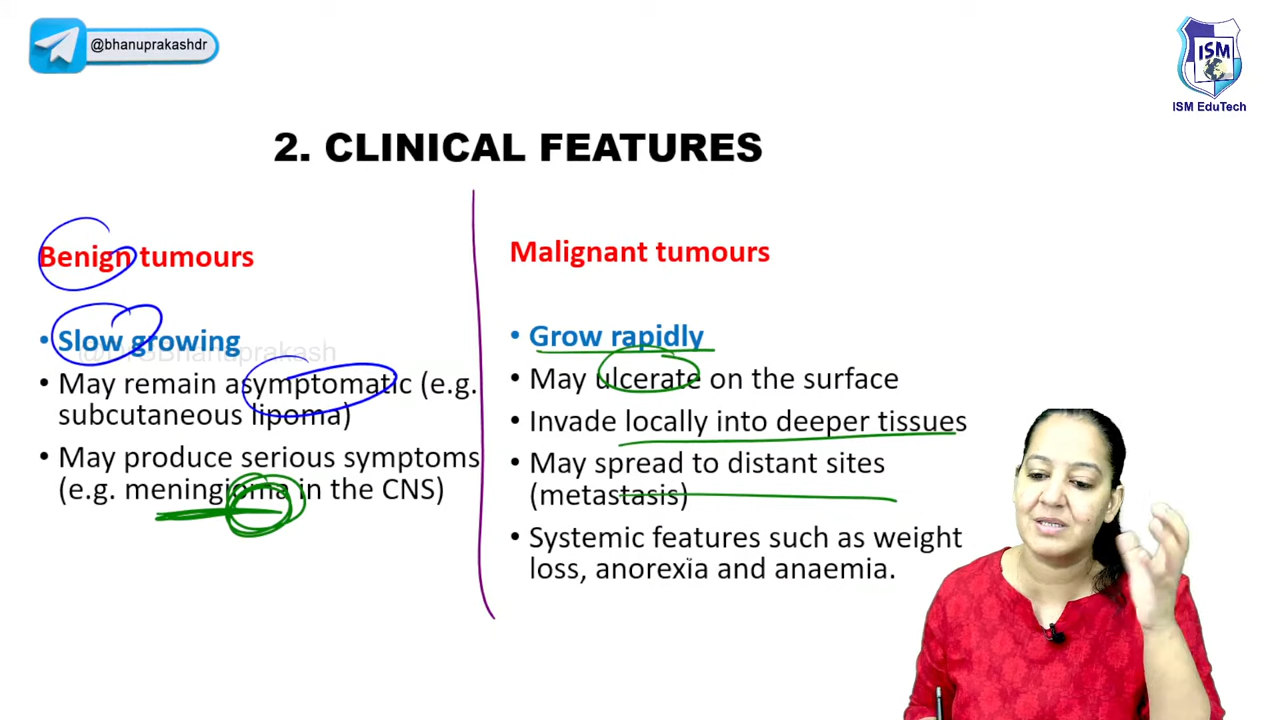 @bhanuprakashdr
ISM
ISM EduTech
2. CLINICAL FEATURES
Benign tumours
• Slow growing
• May remain asymptomatic (e.g.
subcutaneous lipoma)
• May produce serious symptoms
(e.g. meningioma in the CNS)
Malignant tumours
• Grow rapidly
• May ulcerate on the surface
• Invade locally into deeper tissues
• May spread to distant sites
(metastasis)
• Systemic features such as weight
loss, anorexia and anaemia.